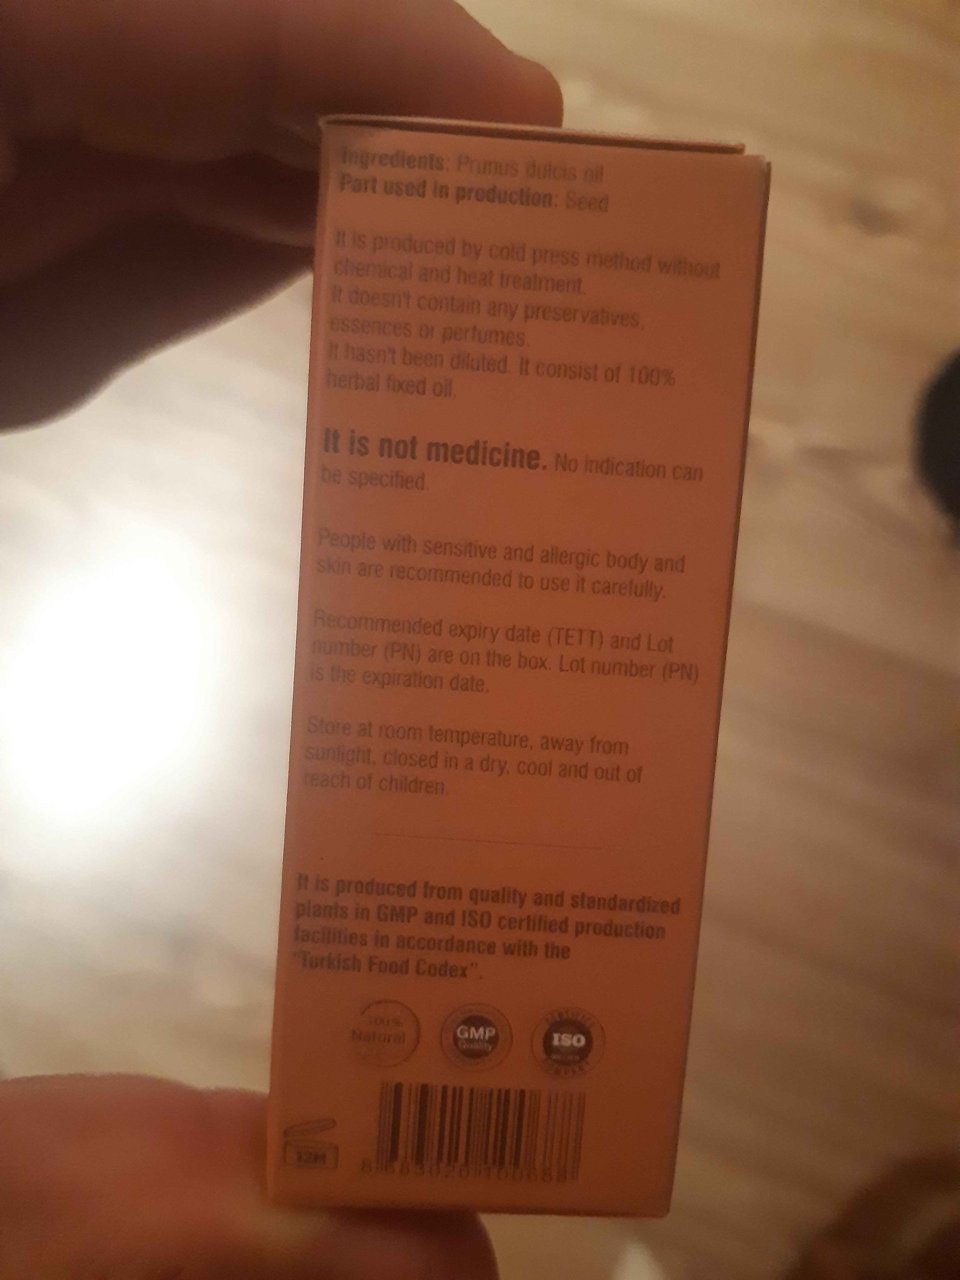 Ingredients: Prunus dulcis oil
Part used in production: Seed
It is produced by cold press method without
chemical and heat treatment.
It doesn't contain any preservatives,
essences or perfumes.
It hasn't been diluted. It consist of 100%
herbal fixed oil.
It is not medicine. No indication can
be specified.
People with sensitive and allergic body and
skin are recommended to use it carefully.
Recommended expiry date (TETT) and Lot
number (PN) are on the box. Lot number (PN)
is the expiration date.
Store at room temperature, away from
sunlight, closed in a dry, cool and out of
reach of children.
It is produced from quality and standardized
plants in GMP and ISO certified production
facilities in accordance with the
"Turkish Food Codex".
100%
Natural
GMP
Quality
ISO
12M